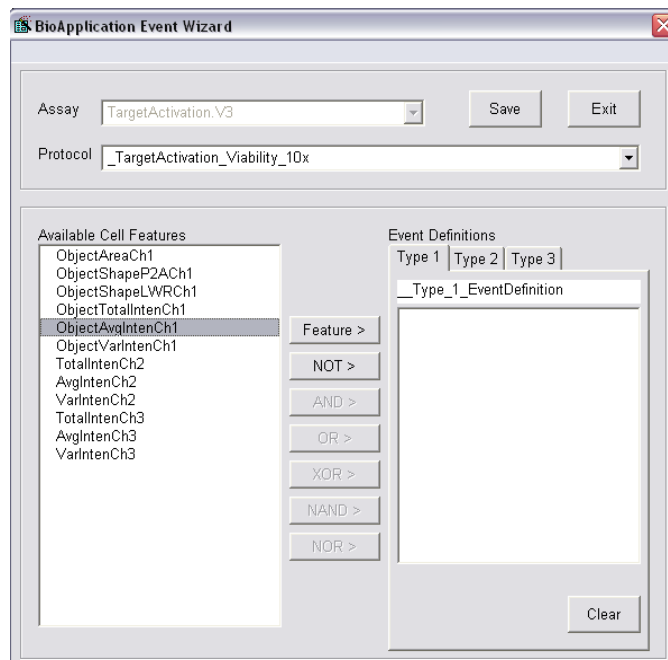 BioApplication Event Wizard
Assay
TargetActivation.V3
Save
Exit
Protocol
_TargetActivation_Viability_10x
Available Cell Features
ObjectAreaCh1
ObjectShapeP2ACh1
ObjectShapeLWRCh1
ObjectTotalIntenCh1
ObjectAvgIntenCh1
ObjectVarIntenCh1
TotalIntenCh2
AvgIntenCh2
VarIntenCh2
TotalIntenCh3
AvgIntenCh3
VarIntenCh3
Feature >
NOT >
AND >
OR >
XOR >
NAND >
NOR >
Event Definitions
Type 1 Type 2 Type 3
__Type_1_EventDefinition
Clear